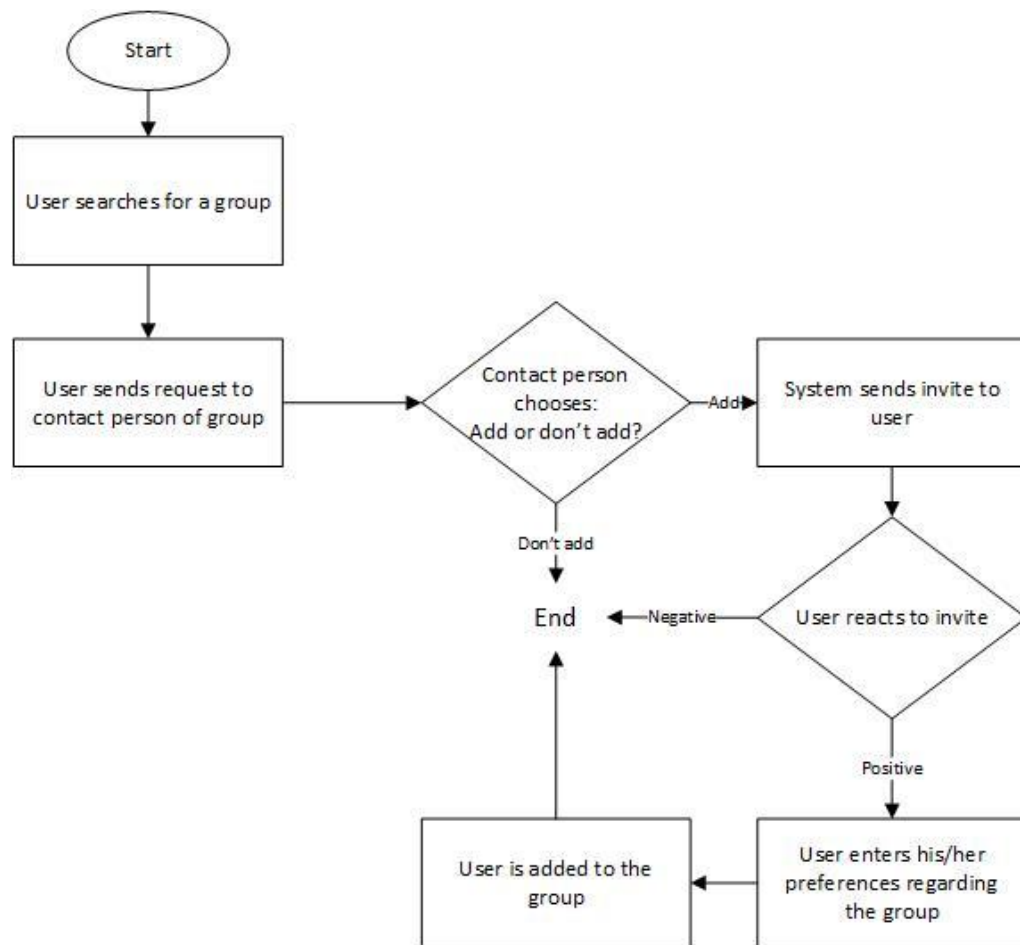 Start
User searches for a group
User sends request to
contact person of group
Contact person
chooses:
Add or don't add?
Add
System sends invite to
user
Don't add
End
Negative
User reacts to invite
Positive
User is added to the
group
User enters his/her
preferences regarding
the group